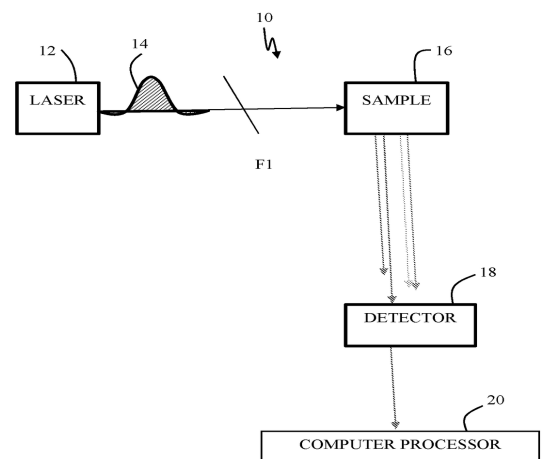 10
12
14
16
LASER
SAMPLE
F1
18
DETECTOR
20
COMPUTER PROCESSOR